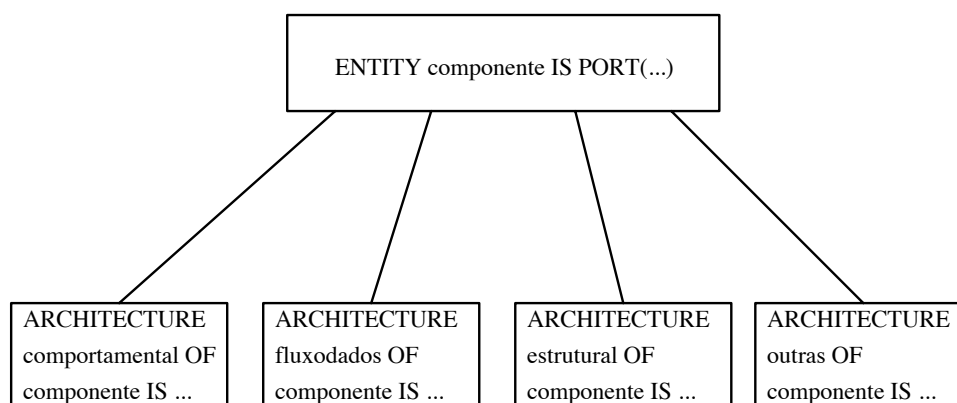 ENTITY componente IS PORT(...)
ARCHITECTURE
comportamental OF
componente IS ...
ARCHITECTURE
fluxodados OF
componente IS ...
ARCHITECTURE
estrutural OF
componente IS ...
ARCHITECTURE
outras OF
componente IS ...